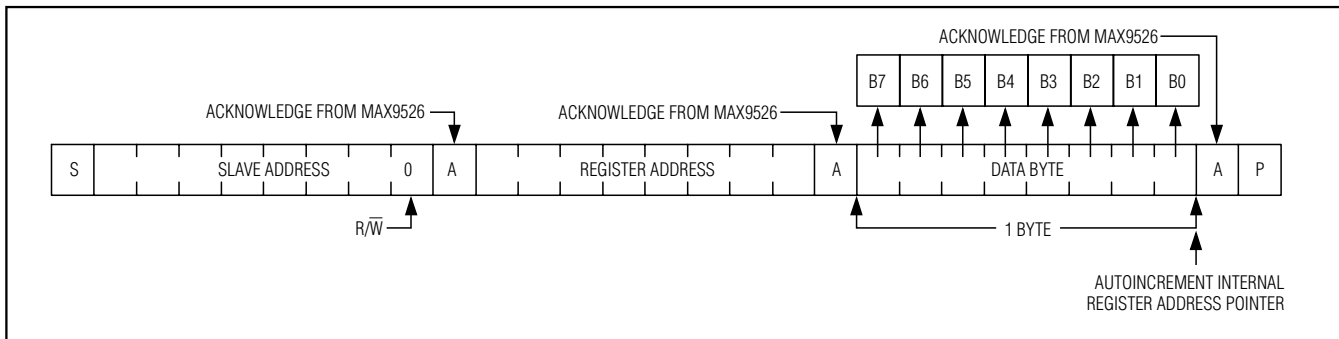 ACKNOWLEDGE FROM MAX9526
B7 B6 B5 B4 B3 B2 B1 B0
ACKNOWLEDGE FROM MAX9526 ACKNOWLEDGE FROM MAX9526
S SLAVE ADDRESS 0 A REGISTER ADDRESS A DATA BYTE A P
R/W̅ 1 BYTE
AUTOINCREMENT INTERNAL
REGISTER ADDRESS POINTER